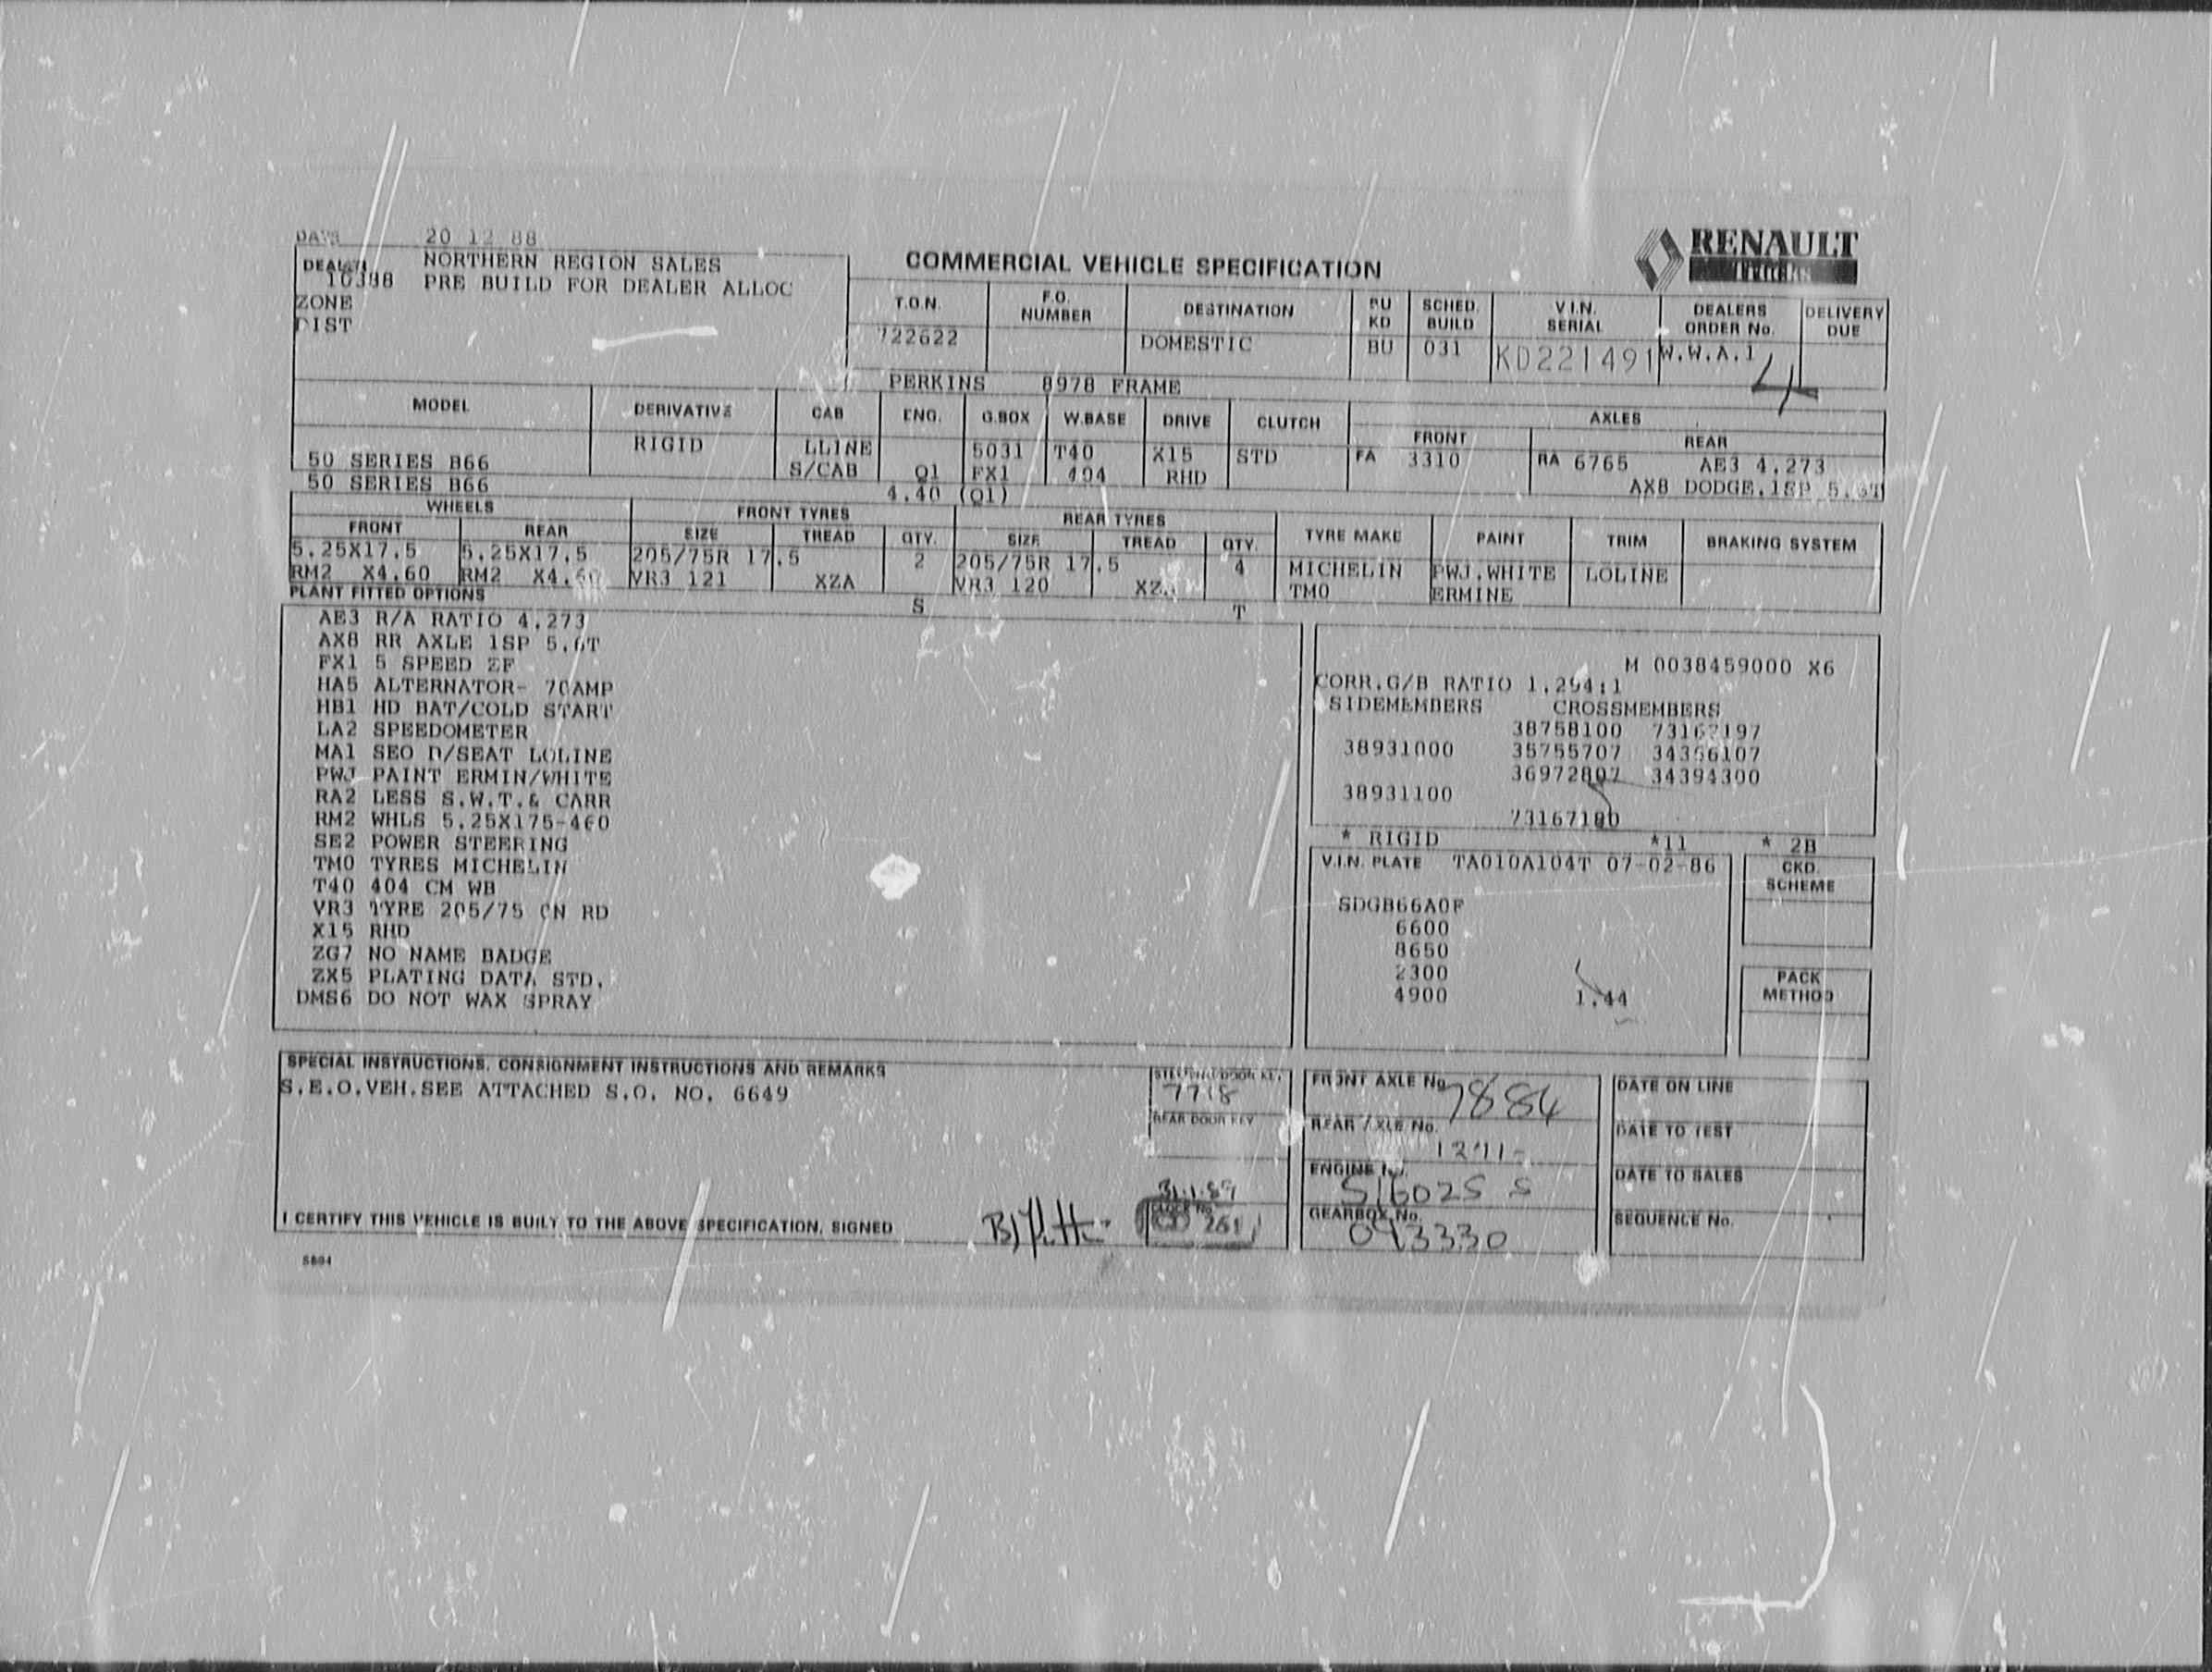 20 12 88
NORTHERN REGION SALES
PRE BUILD FOR DEALER ALLOC
ZONE
DIST
COMMERCIAL VEHICLE SPECIFICATION
RENAULT
T.O.N. F.O. NUMBER DESTINATION BU KD SCHED. BUILD V.I.N. SERIAL DEALERS ORDER No. DELIVERY DUE
722622 DOMESTIC BU 031 KD221491 W.W.A.1
PERKINS 8978 FRAME
MODEL DERIVATIVE CAB ENG. G.BOX W.BASE DRIVE CLUTCH AXLES
FRONT REAR
RIGID LLINE 5031 T40 X15 STD FA 3310 RA 6765 AE3 4.273
50 SERIES B66 S/CAB Q1 FX1 404 RHD
50 SERIES B66 4.40 (Q1) AX8 DODGE.1SP 5.6T
WHEELS FRONT TYRES REAR TYRES
FRONT REAR SIZE TREAD QTY. SIZE TREAD QTY. TYRE MAKE PAINT TRIM BRAKING SYSTEM
5.25X17.5 5.25X17.5 205/75R 17.5 2 205/75R 17.5 4 MICHELIN PWJ.WHITE LOLINE
RM2 X4.60 RM2 VR3 121 XZA VR3 120 TMO ERMINE
PLANT FITTED OPTIONS S T
AE3 R/A RATIO 4.273
AX8 RR AXLE 1SP 5.6T
FX1 5 SPEED ZF
HA5 ALTERNATOR- 70AMP
HB1 HD BAT/COLD START
LA2 SPEEDOMETER
MA1 SEO D/SEAT LOLINE
PWJ PAINT ERMIN/WHITE
RA2 LESS S.W.T.& CARR
RM2 WHLS 5.25X175-460
SE2 POWER STEERING
TMO TYRES MICHELIN
T40 404 CM WB
VR3 TYRE 205/75 CN RD
X15 RHD
ZG7 NO NAME BADGE
ZX5 PLATING DATA STD.
DMS6 DO NOT WAX SPRAY
M 0038459000 X6
CORR.G/B RATIO 1.294:1
SIDEMEMBERS CROSSMEMBERS
38758100
38931000 35755707 34356107
36972807 34394300
38931100
73167180
* RIGID *11 * 2B
V.I.N. PLATE TA010A104T 07-02-86
CKD. SCHEME
SDGB66A0F
6600
8650
2300
4900 1.44
PACK METHOD
SPECIAL INSTRUCTIONS, CONSIGNMENT INSTRUCTIONS AND REMARKS
S.E.O.VEH.SEE ATTACHED S.O. NO. 6649
7718
REAR DOOR KEY
31.1.89
261
FRONT AXLE No. 7884
REAR AXLE No.
ENGINE No. 516025 S
GEARBOX No. 043330
DATE ON LINE
DATE TO TEST
DATE TO SALES
SEQUENCE No.
I CERTIFY THIS VEHICLE IS BUILT TO THE ABOVE SPECIFICATION. SIGNED
5804